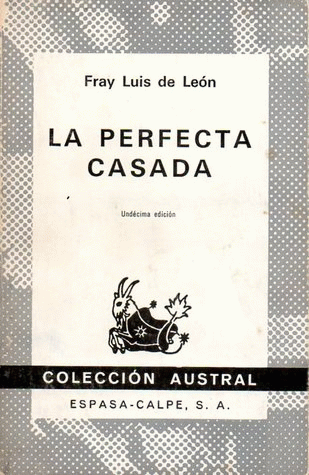 Fray Luis de León
LA PERFECTA
CASADA
Undécima edición
COLECCIÓN AUSTRAL
ESPASA-CALPE, S. A.